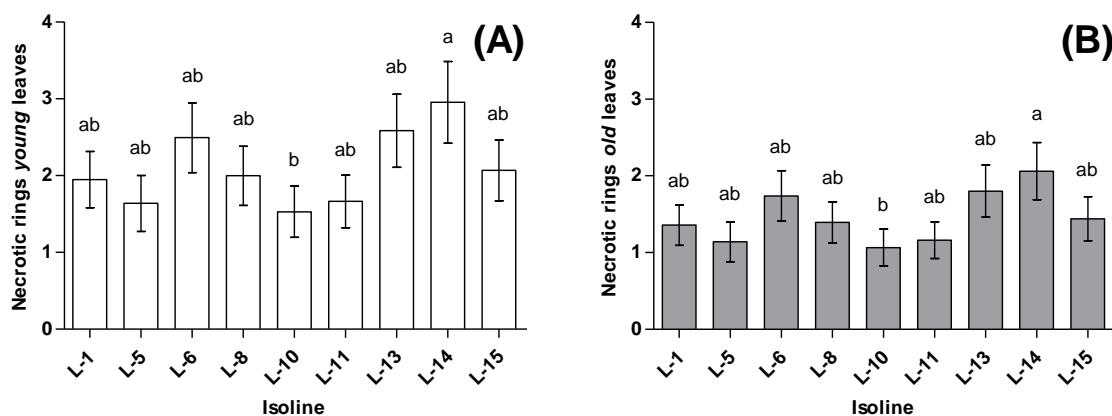 (A)
Necrotic rings young leaves
4
3
2
1
0
ab
ab
ab
ab
b
ab
ab
a
ab
L-1
L-5
L-6
L-8
L-10
L-11
L-13
L-14
L-15
Isoline
(B)
Necrotic rings old leaves
4
3
2
1
0
ab
ab
ab
ab
b
ab
ab
a
ab
L-1
L-5
L-6
L-8
L-10
L-11
L-13
L-14
L-15
Isoline